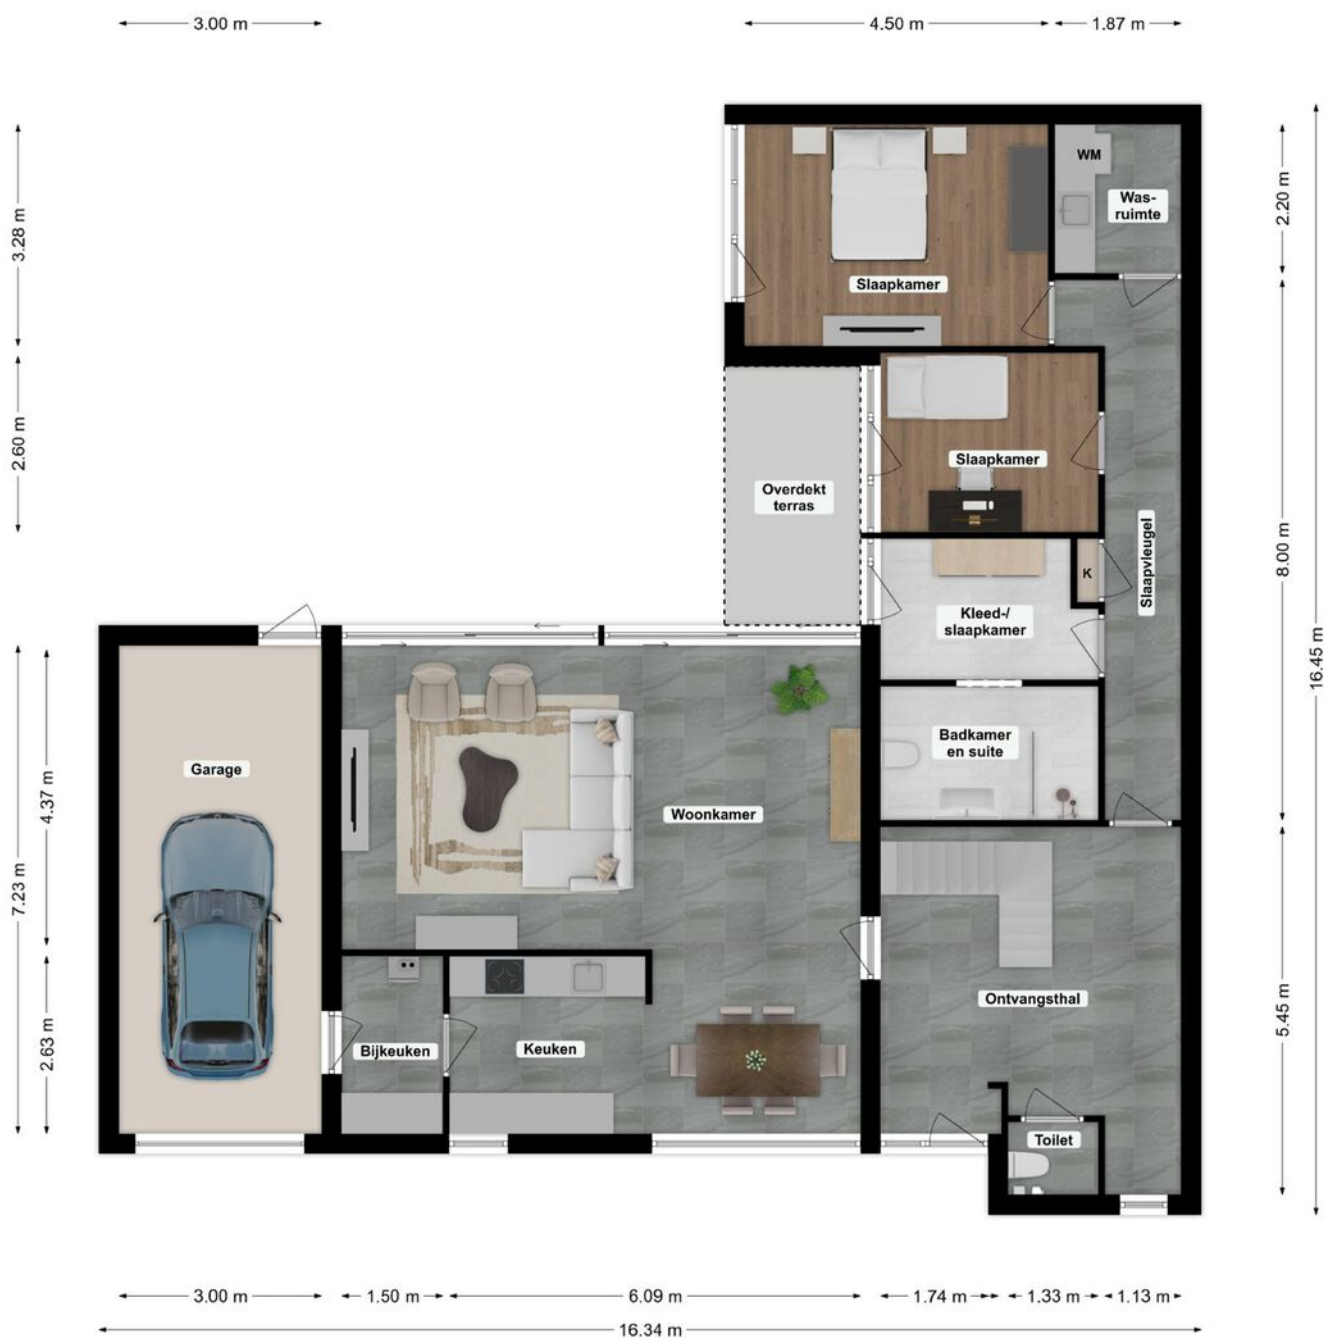 3.00 m
4.50 m
1.87 m
3.28 m
2.60 m
7.23 m
4.37 m
2.63 m
WM
Was-
ruimte
Slaapkamer
Slaapkamer
Overdekt
terras
Slaapvleugel
K
Kleed-/
slaapkamer
Badkamer
en suite
Garage
Woonkamer
Ontvangsthal
Bijkeuken
Keuken
Toilet
2.20 m
8.00 m
5.45 m
16.45 m
3.00 m
1.50 m
6.09 m
1.74 m
1.33 m
1.13 m
16.34 m